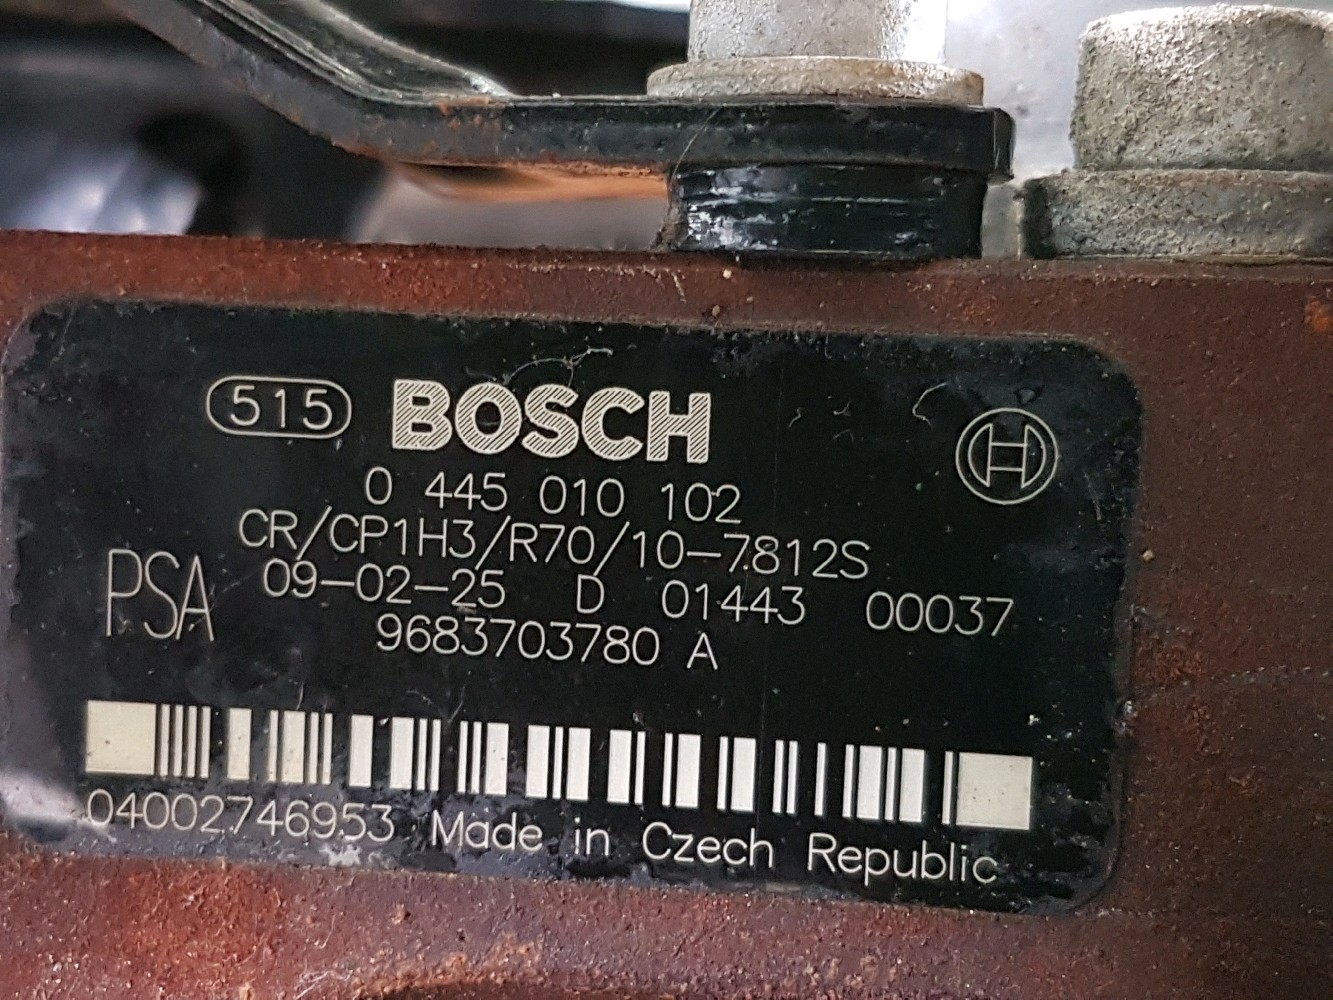 515 BOSCH
0 445 010 102
CR/CP1H3/R70/10-7812S
PSA 09-02-25 D 01443 00037
9683703780 A
04002746953 Made in Czech Republic